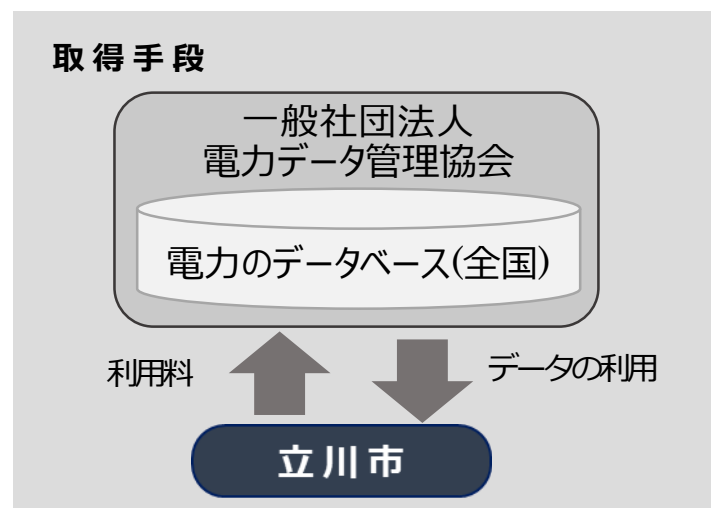 取得手段
一般社団法人
電力データ管理協会
電力のデータベース(全国)
利用料
データの利用
立川市